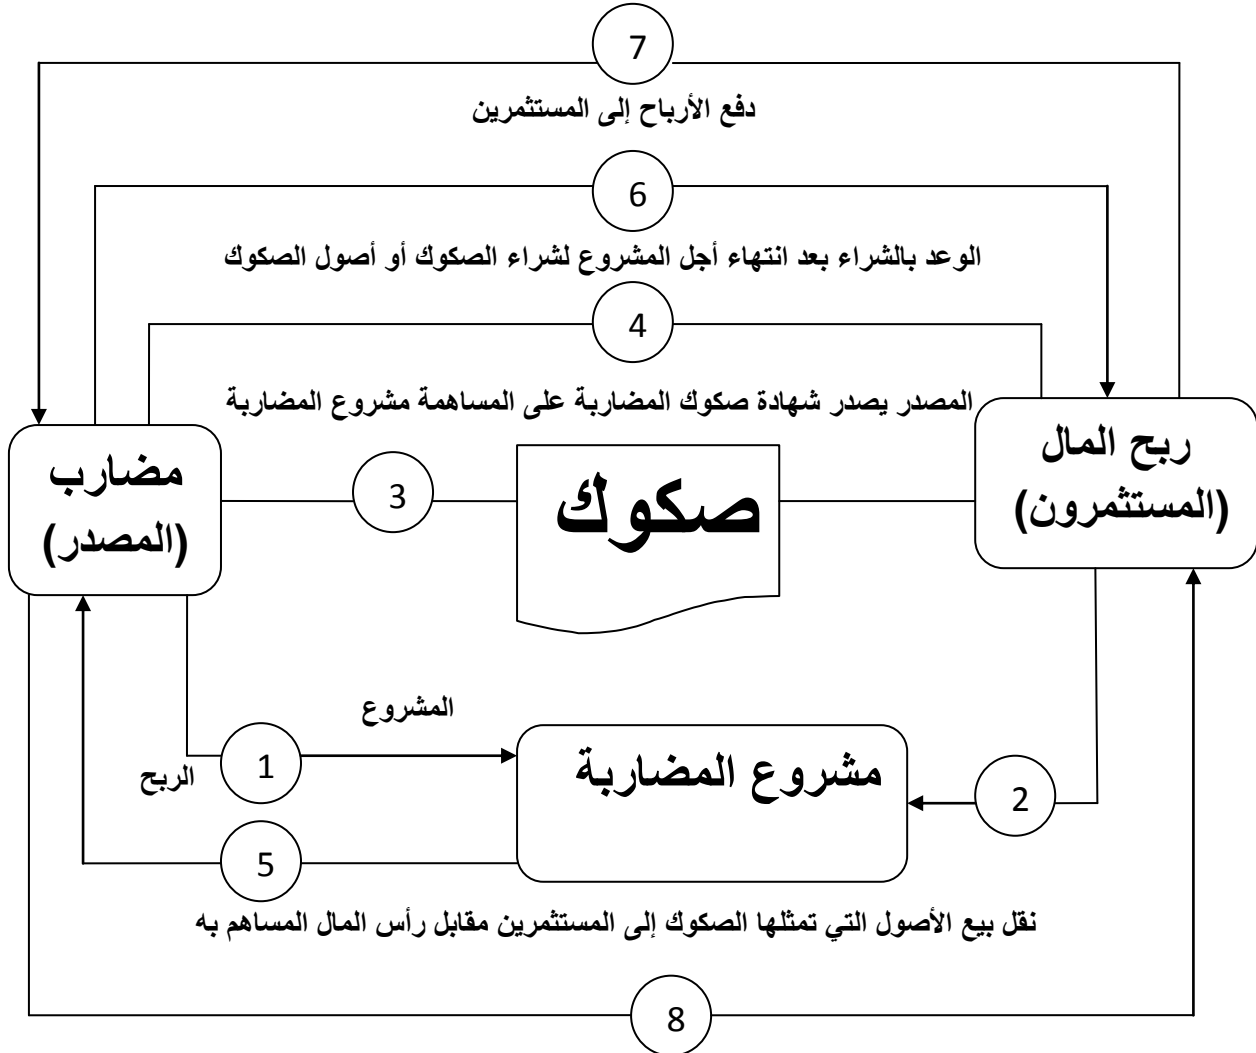 7
دفع الأرباح إلى المستثمرين
6
الوعد بالشراء بعد انتهاء أجل المشروع لشراء الصكوك أو أصول الصكوك
4
المصدر يصدر شهادة صكوك المضاربة على المساهمة مشروع المضاربة
ربح المال
(المستثمرون)
مضارب
(المصدر)
3
صكوك
المشروع
1
الربح
مشروع المضاربة
2
5
نقل بيع الأصول التي تمثلها الصكوك إلى المستثمرين مقابل رأس المال المساهم به
8